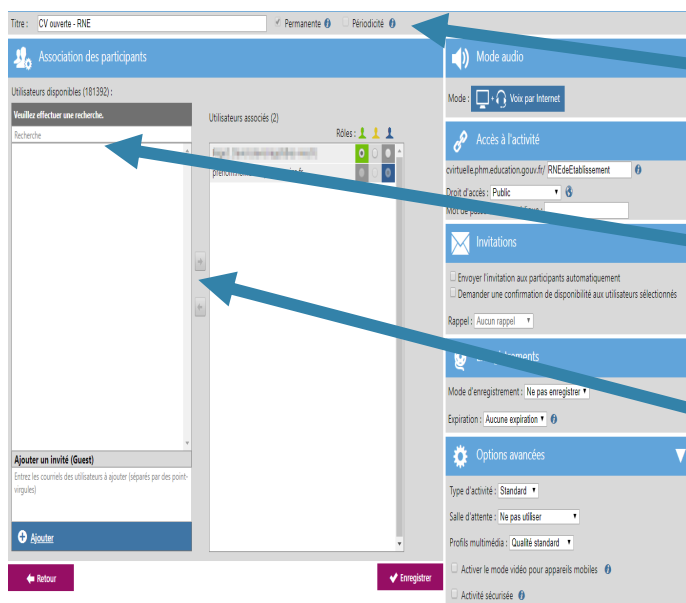 Titre : CV ouverte - RNE Permanente Périodicité
Association des participants
Utilisateurs disponibles (181392) :
Veuillez effectuer une recherche.
Recherche
Ajouter un invité (Guest)
Entrez les courriels des utilisateurs à ajouter (séparés par des point-
virgules)
Ajouter
Utilisateurs associés (2)
Rôles :
Retour
Enregistrer
Mode audio
Mode : + Voix par Internet
Accès à l'activité
cvirtuelle.phm.education.gouv.fr/ RNEdeEtablissement
Droit d'accès : Public
Invitations
Envoyer l'invitation aux participants automatiquement
Demander une confirmation de disponibilité aux utilisateurs sélectionnés
Rappel : Aucun rappel
Mode d'enregistrement : Ne pas enregistrer
Expiration : Aucune expiration
Options avancées
Type d'activité : Standard
Salle d'attente : Ne pas utiliser
Profils multimédia : Qualité standard
Activer le mode vidéo pour appareils mobiles
Activité sécurisée